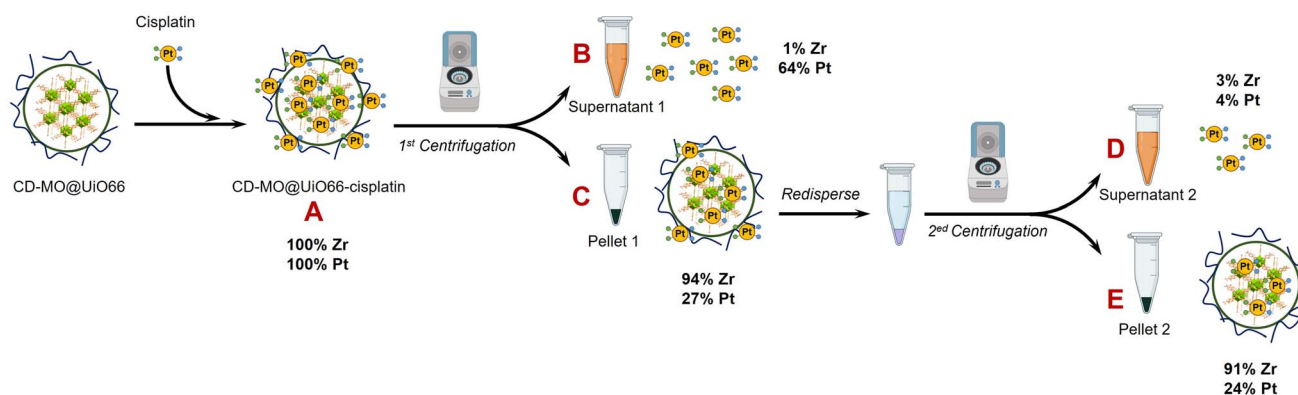 Cisplatin
Pt
CD-MO@UiO66
CD-MO@UiO66-cisplatin
A
100% Zr
100% Pt
1st Centrifugation
B
Supernatant 1
1% Zr
64% Pt
C
Pellet 1
94% Zr
27% Pt
Redisperse
2ed Centrifugation
D
Supernatant 2
3% Zr
4% Pt
E
Pellet 2
91% Zr
24% Pt